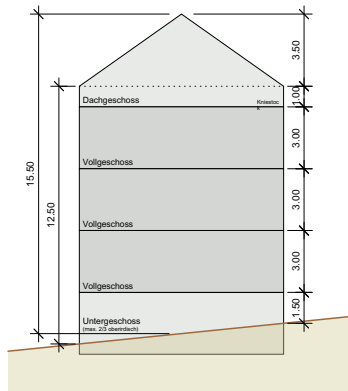 3.50
Dachgeschoss
Kniestoc
k
1.00
3.00
15.50
12.50
Vollgeschoss
3.00
Vollgeschoss
3.00
Vollgeschoss
1.50
Untergeschoss
(max. 2/3 oberirdisch)